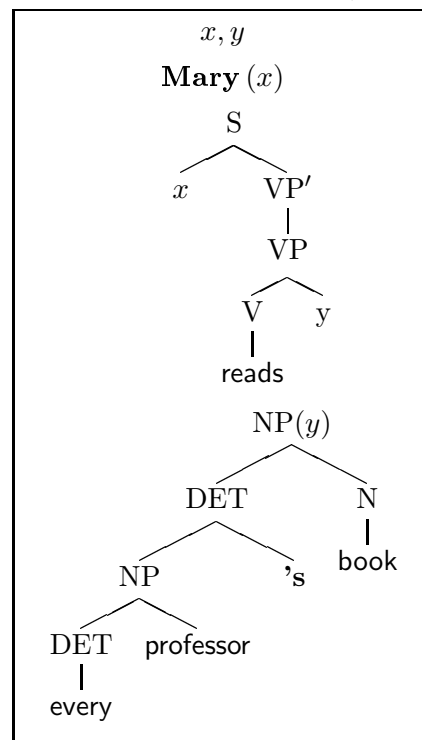 x, y
Mary (x)
S
x VP′
VP
V y
reads
NP(y)
DET N
NP 's book
DET professor
every